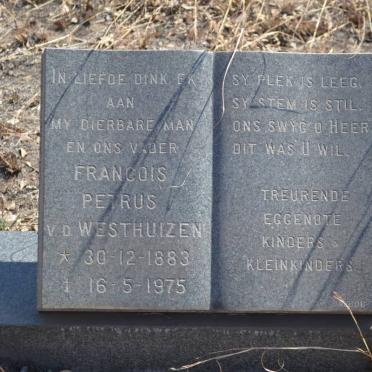 IN LIEFDE DINK EK
AAN
MY DIERBARE MAN
EN ONS VADER
FRANCOIS
PETRUS
V.D. WESTHUIZEN
* 30-12-1883
† 16-5-1975
SY PLEK IS LEEG,
SY STEM IS STIL.
ONS SWYG O HEER
DIT WAS U WIL.
TREURENDE
EGGENOTE
KINDERS &
KLEINKINDERS.